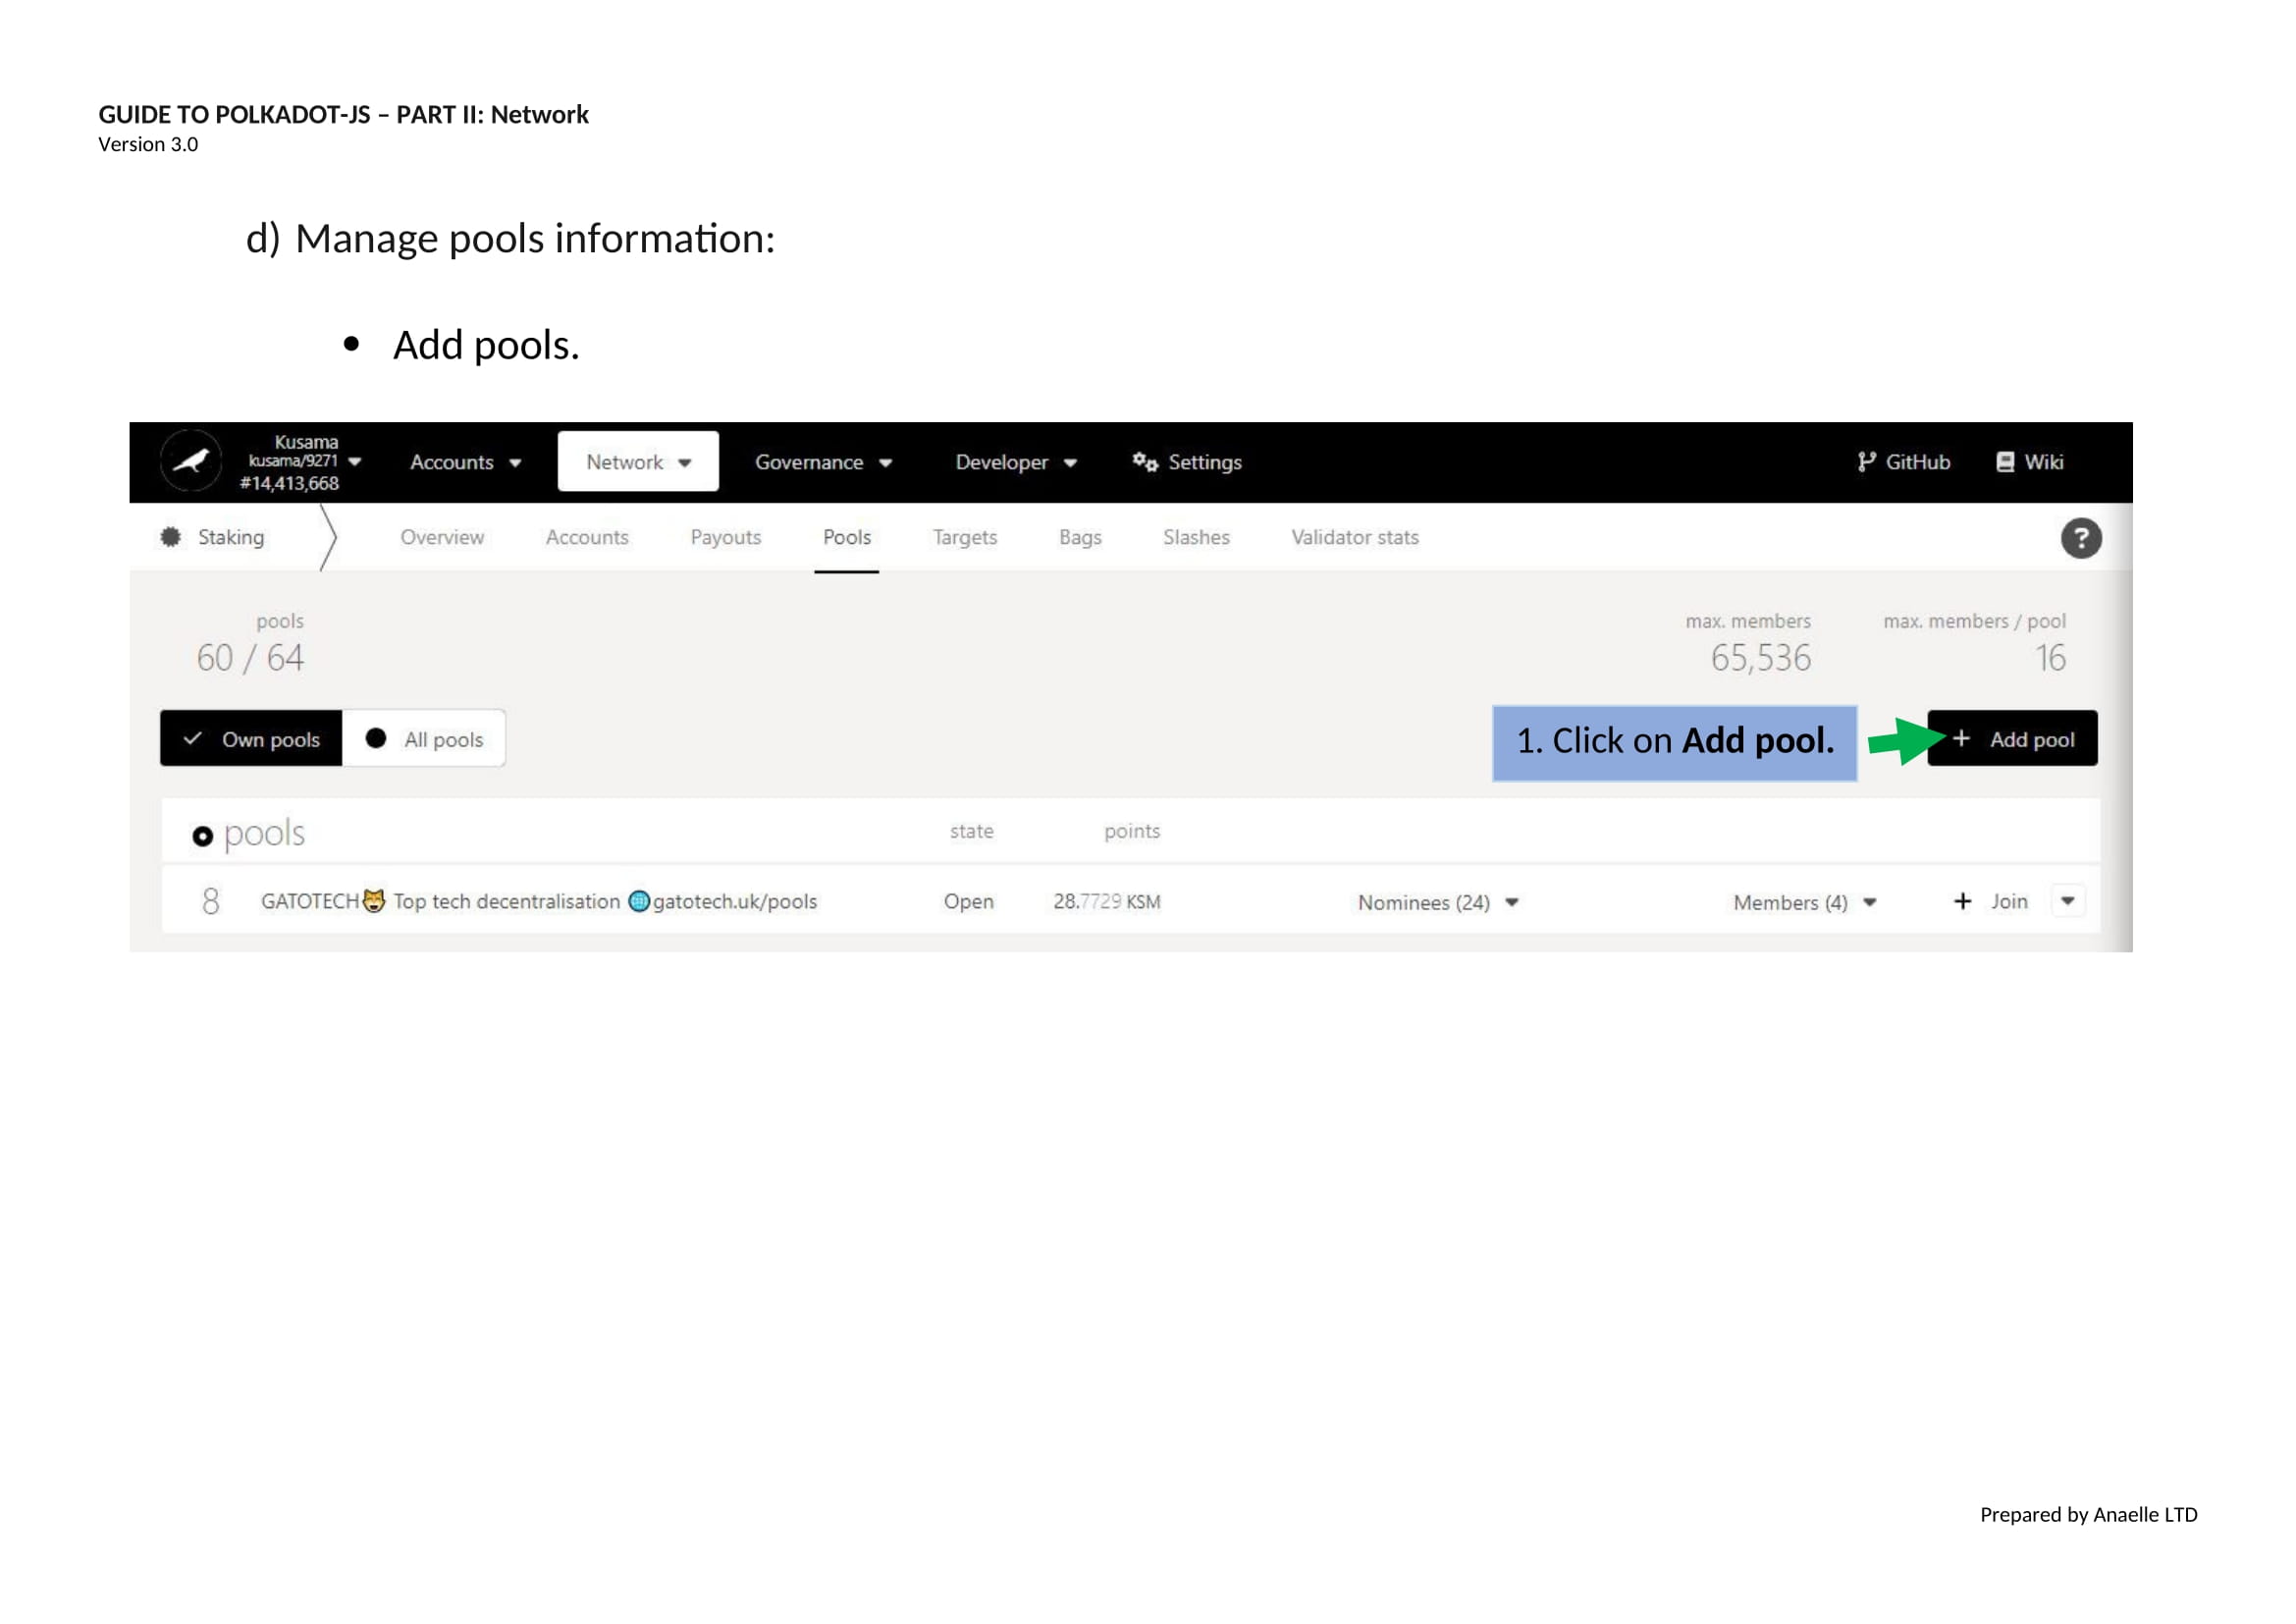 GUIDE TO POLKADOT-JS – PART II: Network
Version 3.0
d) Manage pools information:
• Add pools.
Kusama
kusama/9271
#14,413,668
Accounts Network Governance Developer Settings GitHub Wiki
Staking Overview Accounts Payouts Pools Targets Bags Slashes Validator stats ?
pools max. members max. members / pool
60 / 64 65,536 16
Own pools All pools 1. Click on Add pool. + Add pool
pools state points
8 GATOTECH😺 Top tech decentralisation 🌐gatotech.uk/pools Open 28.7729 KSM Nominees (24) Members (4) + Join
Prepared by Anaelle LTD